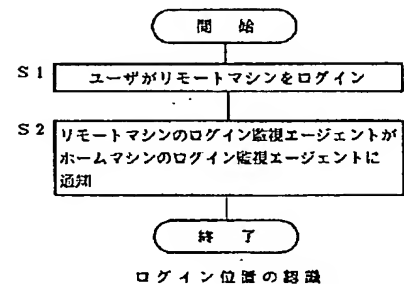 開 始
S1 ユーザがリモートマシンをログイン
S2 リモートマシンのログイン監視エージェントが
ホームマシンのログイン監視エージェントに
通知
終 了
ログイン位置の認識